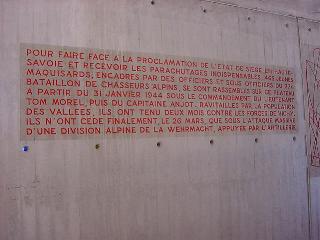 POUR FAIRE FACE A LA PROCLAMATION DE L'ETAT DE SIEGE EN HAUTE-
SAVOIE ET RECEVOIR LES PARACHUTAGES INDISPENSABLES, 465 JEUNES
MAQUISARDS, ENCADRES PAR DES OFFICIERS ET SOUS OFFICIERS DU 27e
BATAILLON DE CHASSEURS ALPINS, SE SONT RASSEMBLES SUR CE PLATEAU
A PARTIR DU 31 JANVIER 1944 SOUS LE COMMANDEMENT DU LIEUTENANT
TOM MOREL, PUIS DU CAPITAINE ANJOT. RAVITAILLES PAR LA POPULATION
DES VALLEES, ILS ONT TENU DEUX MOIS CONTRE LES FORCES DE VICHY.
ILS N'ONT CEDE FINALEMENT, LE 26 MARS, QUE SOUS L'ATTAQUE MASSIVE
D'UNE DIVISION ALPINE DE LA WEHRMACHT, APPUYEE PAR L'ARTILLERIE